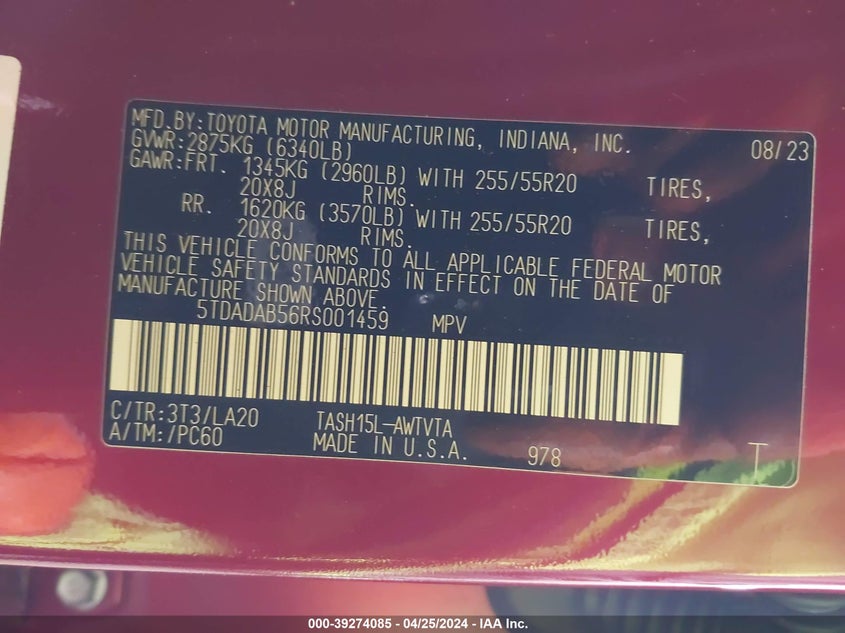 MFD.BY:TOYOTA MOTOR MANUFACTURING, INDIANA, INC. 08/23
GVWR:2875KG (6340LB)
GAWR:FRT. 1345KG (2960LB) WITH 255/55R20 TIRES,
20X8J RIMS.
RR. 1620KG (3570LB) WITH 255/55R20 TIRES,
20X8J RIMS.
THIS VEHICLE CONFORMS TO ALL APPLICABLE FEDERAL MOTOR
VEHICLE SAFETY STANDARDS IN EFFECT ON THE DATE OF
MANUFACTURE SHOWN ABOVE.
5TDADAB56RS001459 MPV
C/TR:3T3/LA20 TASH15L-AWTVTA
A/TM:/PC60 MADE IN U.S.A. 978 T
000-39274085 - 04/25/2024 - IAA Inc.